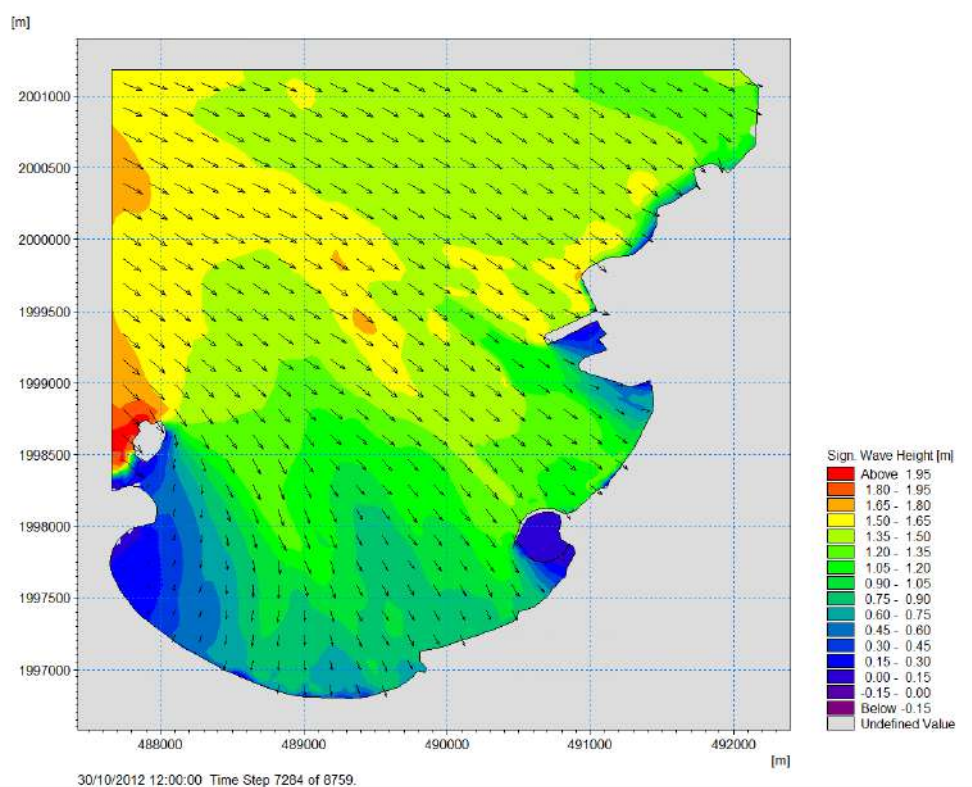 [m]
2001000
2000500
2000000
1999500
1999000
1998500
1998000
1997500
1997000
488000 489000 490000 491000 492000
[m]
30/10/2012 12:00:00 Time Step 7284 of 8759.
Sign. Wave Height [m]
Above 1.95
1.80 - 1.95
1.65 - 1.80
1.50 - 1.65
1.35 - 1.50
1.20 - 1.35
1.05 - 1.20
0.90 - 1.05
0.75 - 0.90
0.60 - 0.75
0.45 - 0.60
0.30 - 0.45
0.15 - 0.30
0.00 - 0.15
-0.15 - 0.00
Below -0.15
Undefined Value